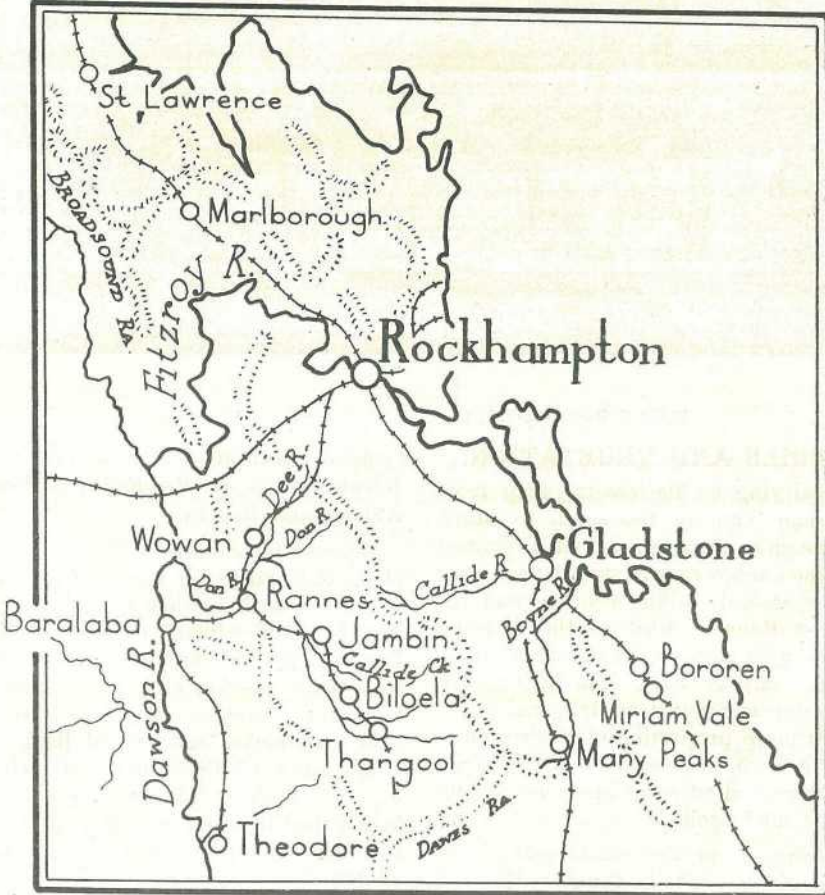 St. Lawrence
BROADSOUND RA.
Marlborough
Fitzroy R.
Rockhampton
Dee R.
Don R.
Wowan
Gladstone
Callide R.
Don R.
Boyne R.
Rannes
Baralaba
Jambin
Callide Ck
Bororen
Biloela
Dawson R.
Miriam Vale
Thangool
Many Peaks
DAWES RA.
Theodore